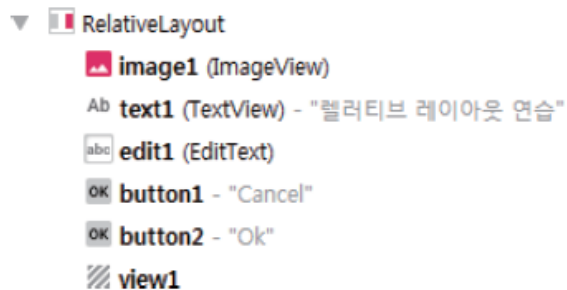 RelativeLayout
image1 (ImageView)
Ab text1 (TextView) - "렐러티브 레이아웃 연습"
abc edit1 (EditText)
OK button1 - "Cancel"
OK button2 - "Ok"
view1